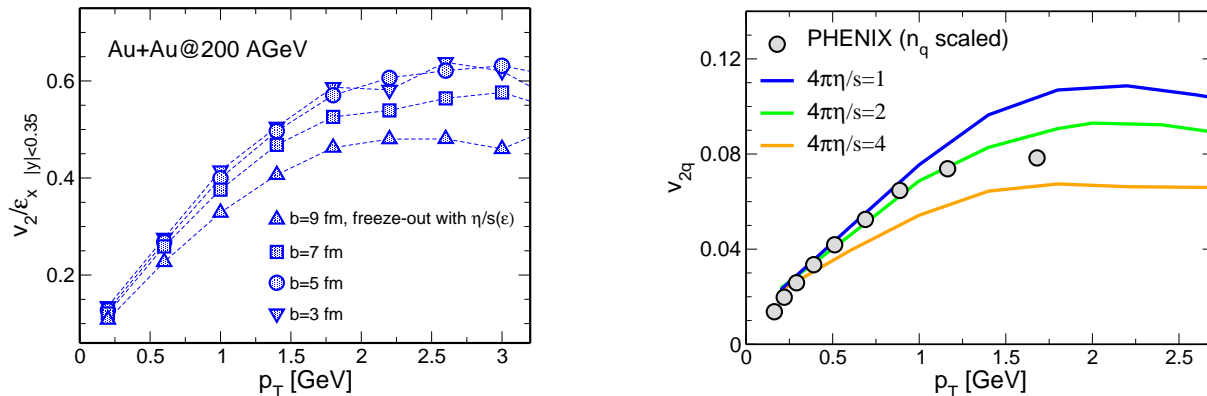 Au+Au@200 AGeV
v2/εx |y|<0.35
0.6
0.4
0.2
b=9 fm, freeze-out with η/s(ε)
b=7 fm
b=5 fm
b=3 fm
0 0.5 1 1.5 2 2.5 3
pT [GeV]
PHENIX (nq scaled)
4πη/s=1
4πη/s=2
4πη/s=4
v2q
0.12
0.08
0.04
0
0 0.5 1 1.5 2 2.5
pT [GeV]